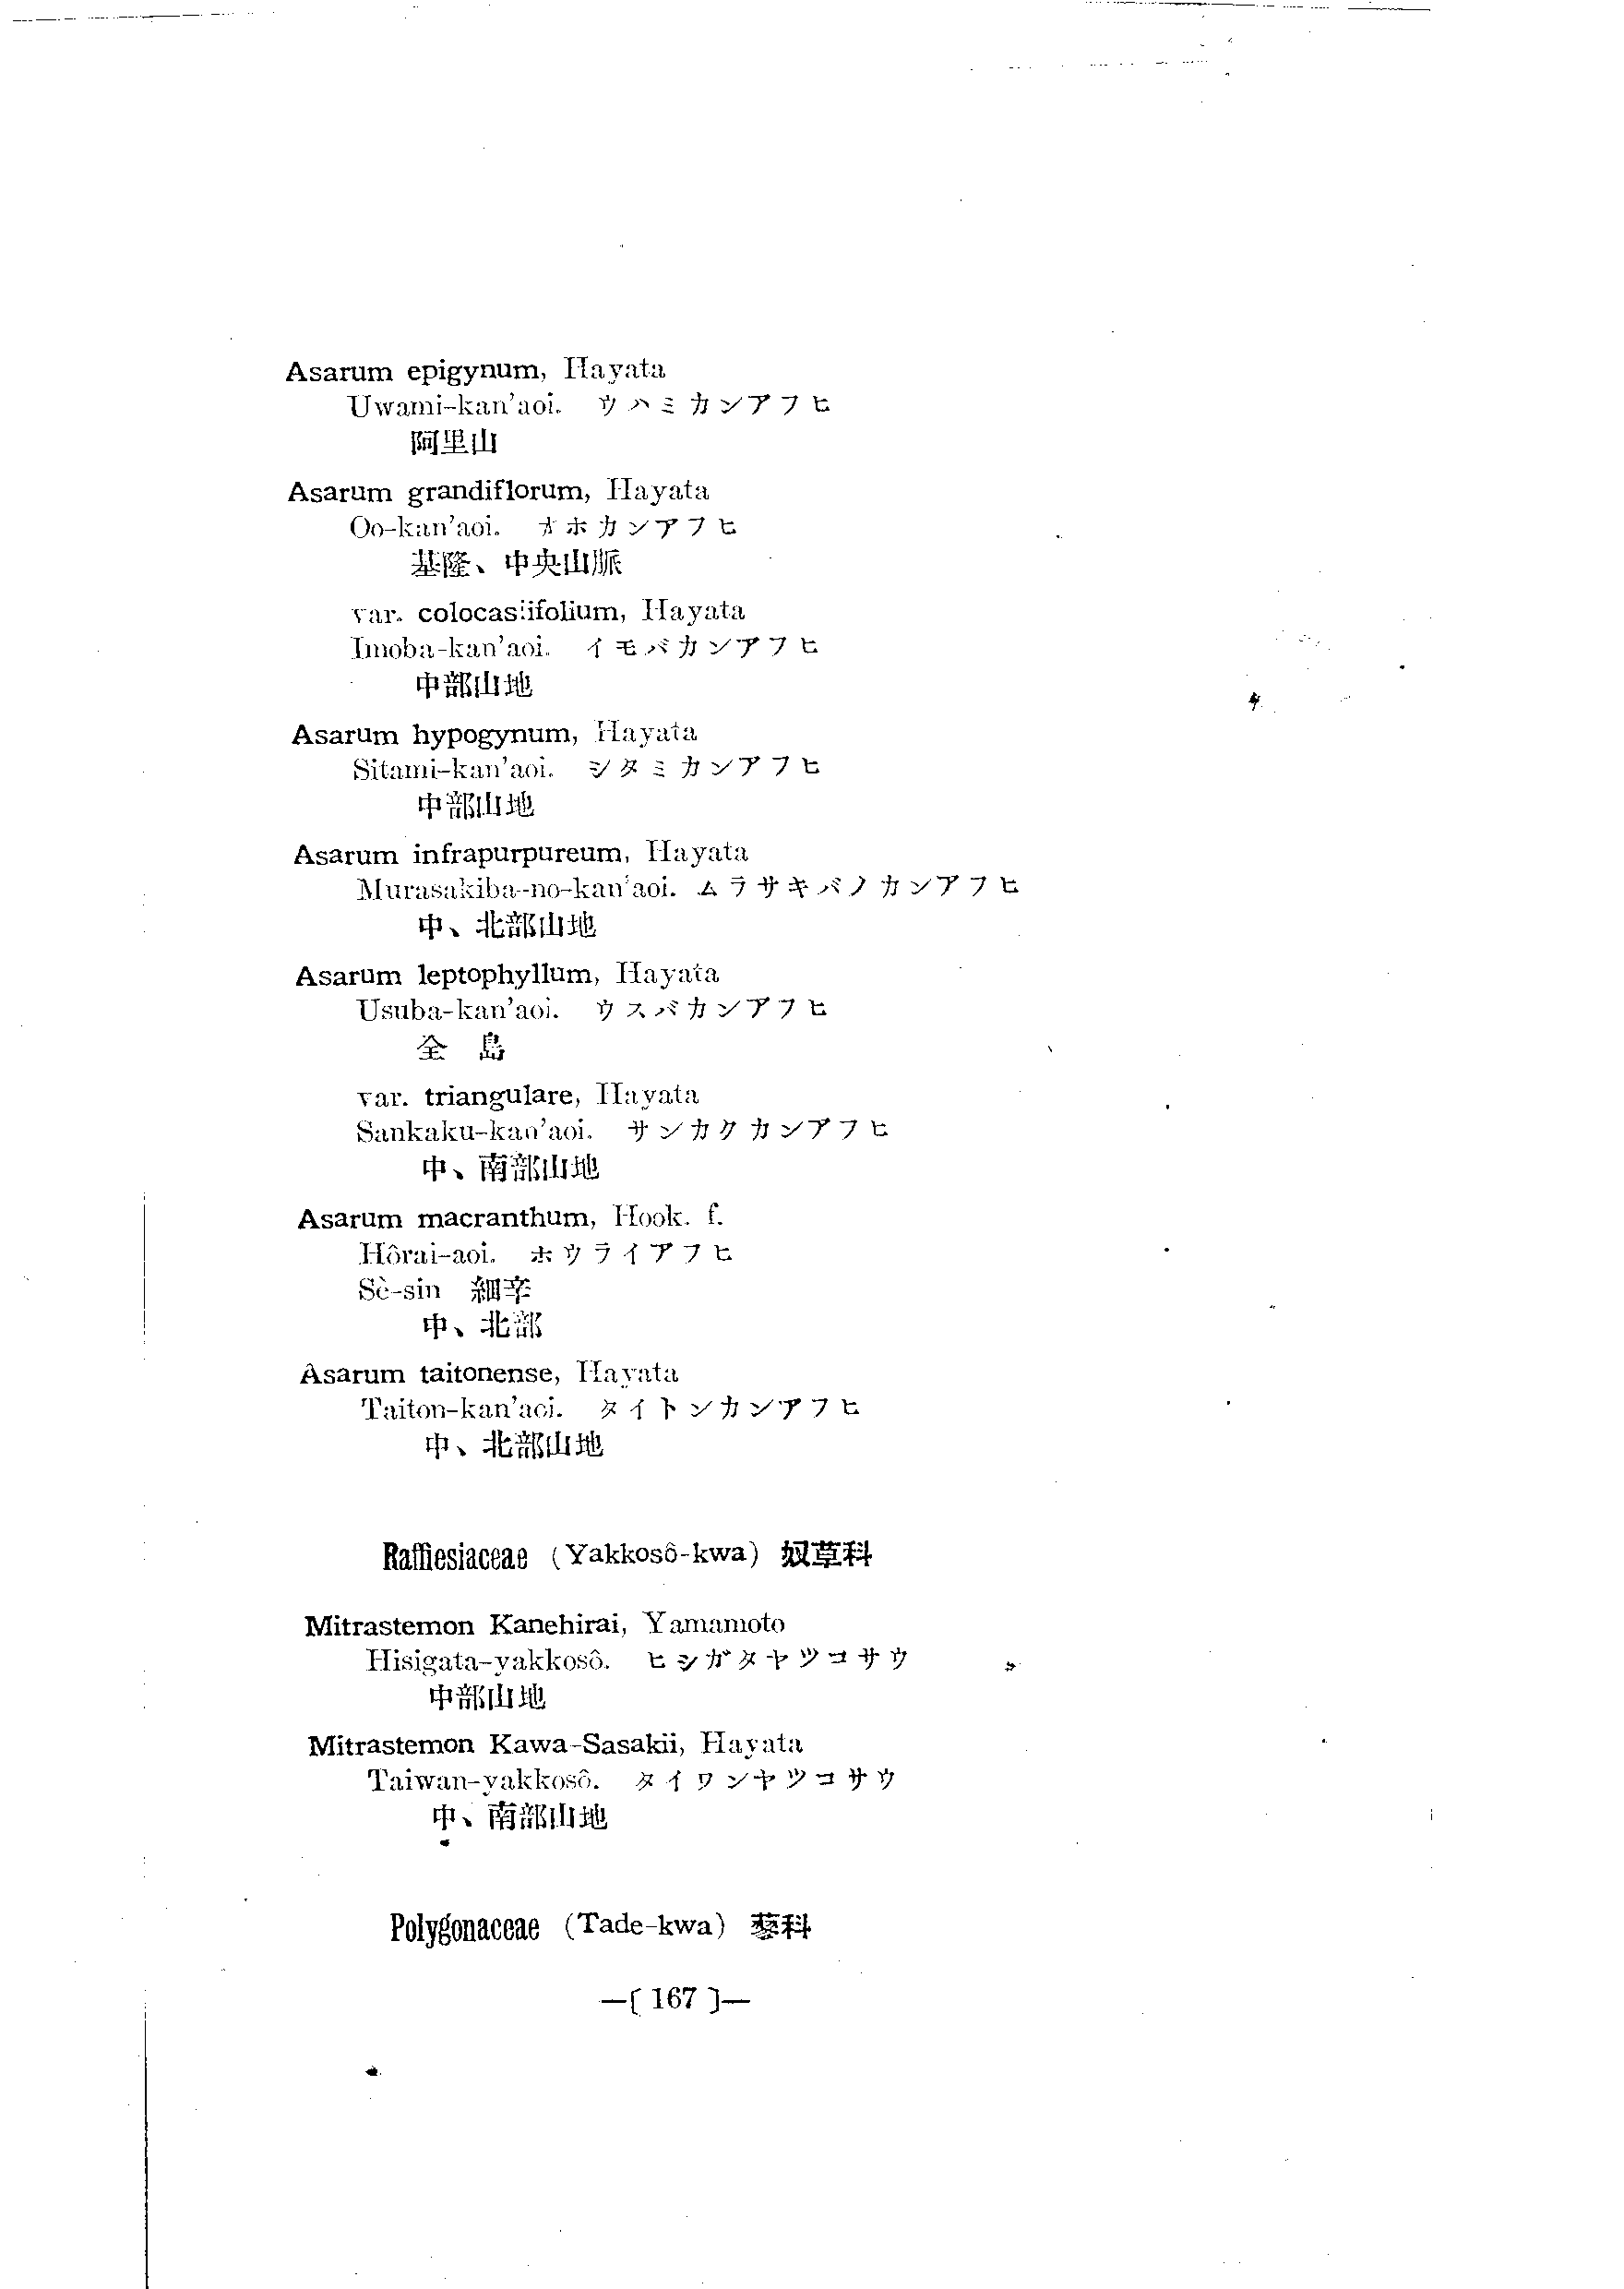 Asarum epigynum, Hayata
Uwami-kan'aoi. ウハミカンアフヒ
阿里山
Asarum grandiflorum, Hayata
Oo-kan'aoi. オホカンアフヒ
基隆、中央山脈
var. colocasiifolium, Hayata
Imoba-kan'aoi. イモバカンアフヒ
中部山地
Asarum hypogynum, Hayata
Sitami-kan'aoi. シタミカンアフヒ
中部山地
Asarum infrapurpureum, Hayata
Murasakiba-no-kan'aoi. ムラサキバノカンアフヒ
中、北部山地
Asarum leptophyllum, Hayata
Usuba-kan'aoi. ウスバカンアフヒ
全 島
var. triangulare, Hayata
Sankaku-kan'aoi. サンカクカンアフヒ
中、南部山地
Asarum macranthum, Hook. f.
Hôrai-aoi. ホウライアフヒ
Sè-sin 細辛
中、北部
Asarum taitonense, Hayata
Taiton-kan'aoi. タイトンカンアフヒ
中、北部山地
Rafflesiaceae (Yakkosô-kwa) 奴草科
Mitrastemon Kanehirai, Yamamoto
Hisigata-yakkosô. ヒシガタヤツコサウ
中部山地
Mitrastemon Kawa-Sasakii, Hayata
Taiwan-yakkosô. タイワンヤツコサウ
中、南部山地
Polygonaceae (Tade-kwa) 蓼科
—[ 167 ]—